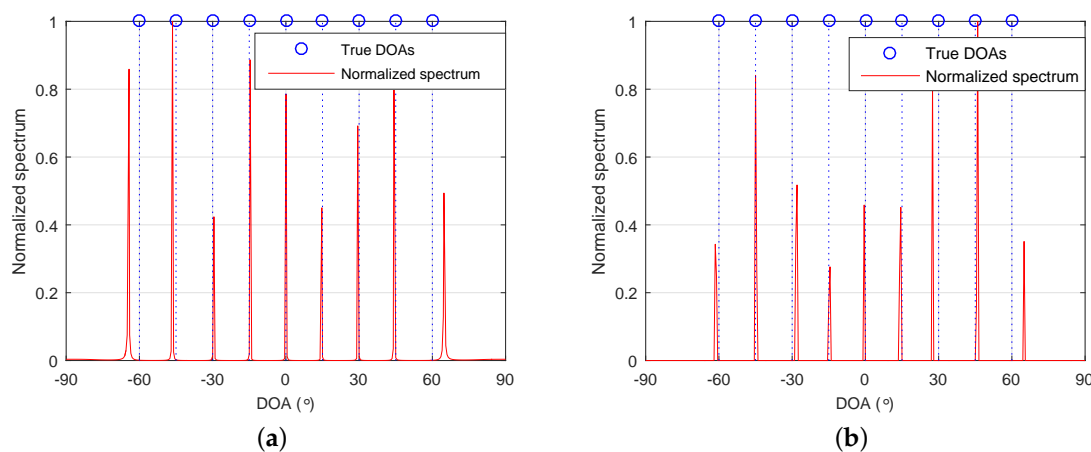 1
0.8
0.6
0.4
0.2
0
Normalized spectrum
-90 -60 -30 0 30 60 90
DOA (°)
True DOAs
Normalized spectrum
(a)
1
0.8
0.6
0.4
0.2
0
Normalized spectrum
-90 -60 -30 0 30 60 90
DOA (°)
True DOAs
Normalized spectrum
(b)